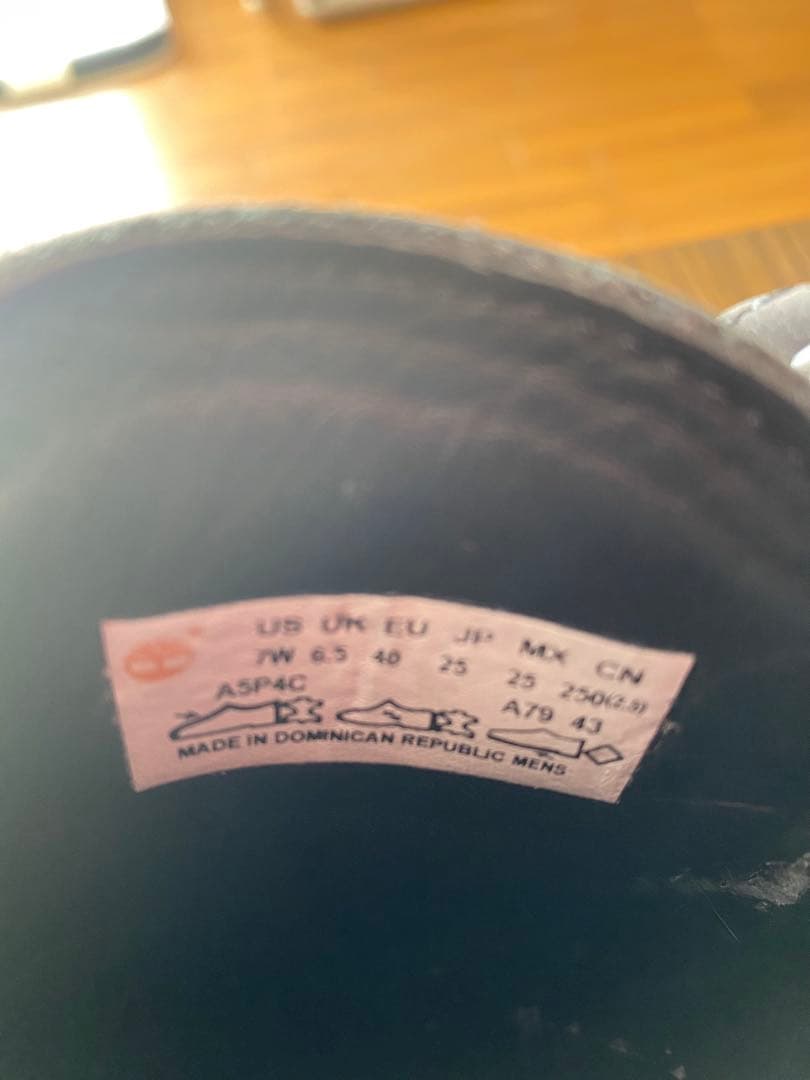 US UK EU JP MX CN
7W 6.5 40 25 25 250(2.5)
A5P4C A79 43
MADE IN DOMINICAN REPUBLIC MENS